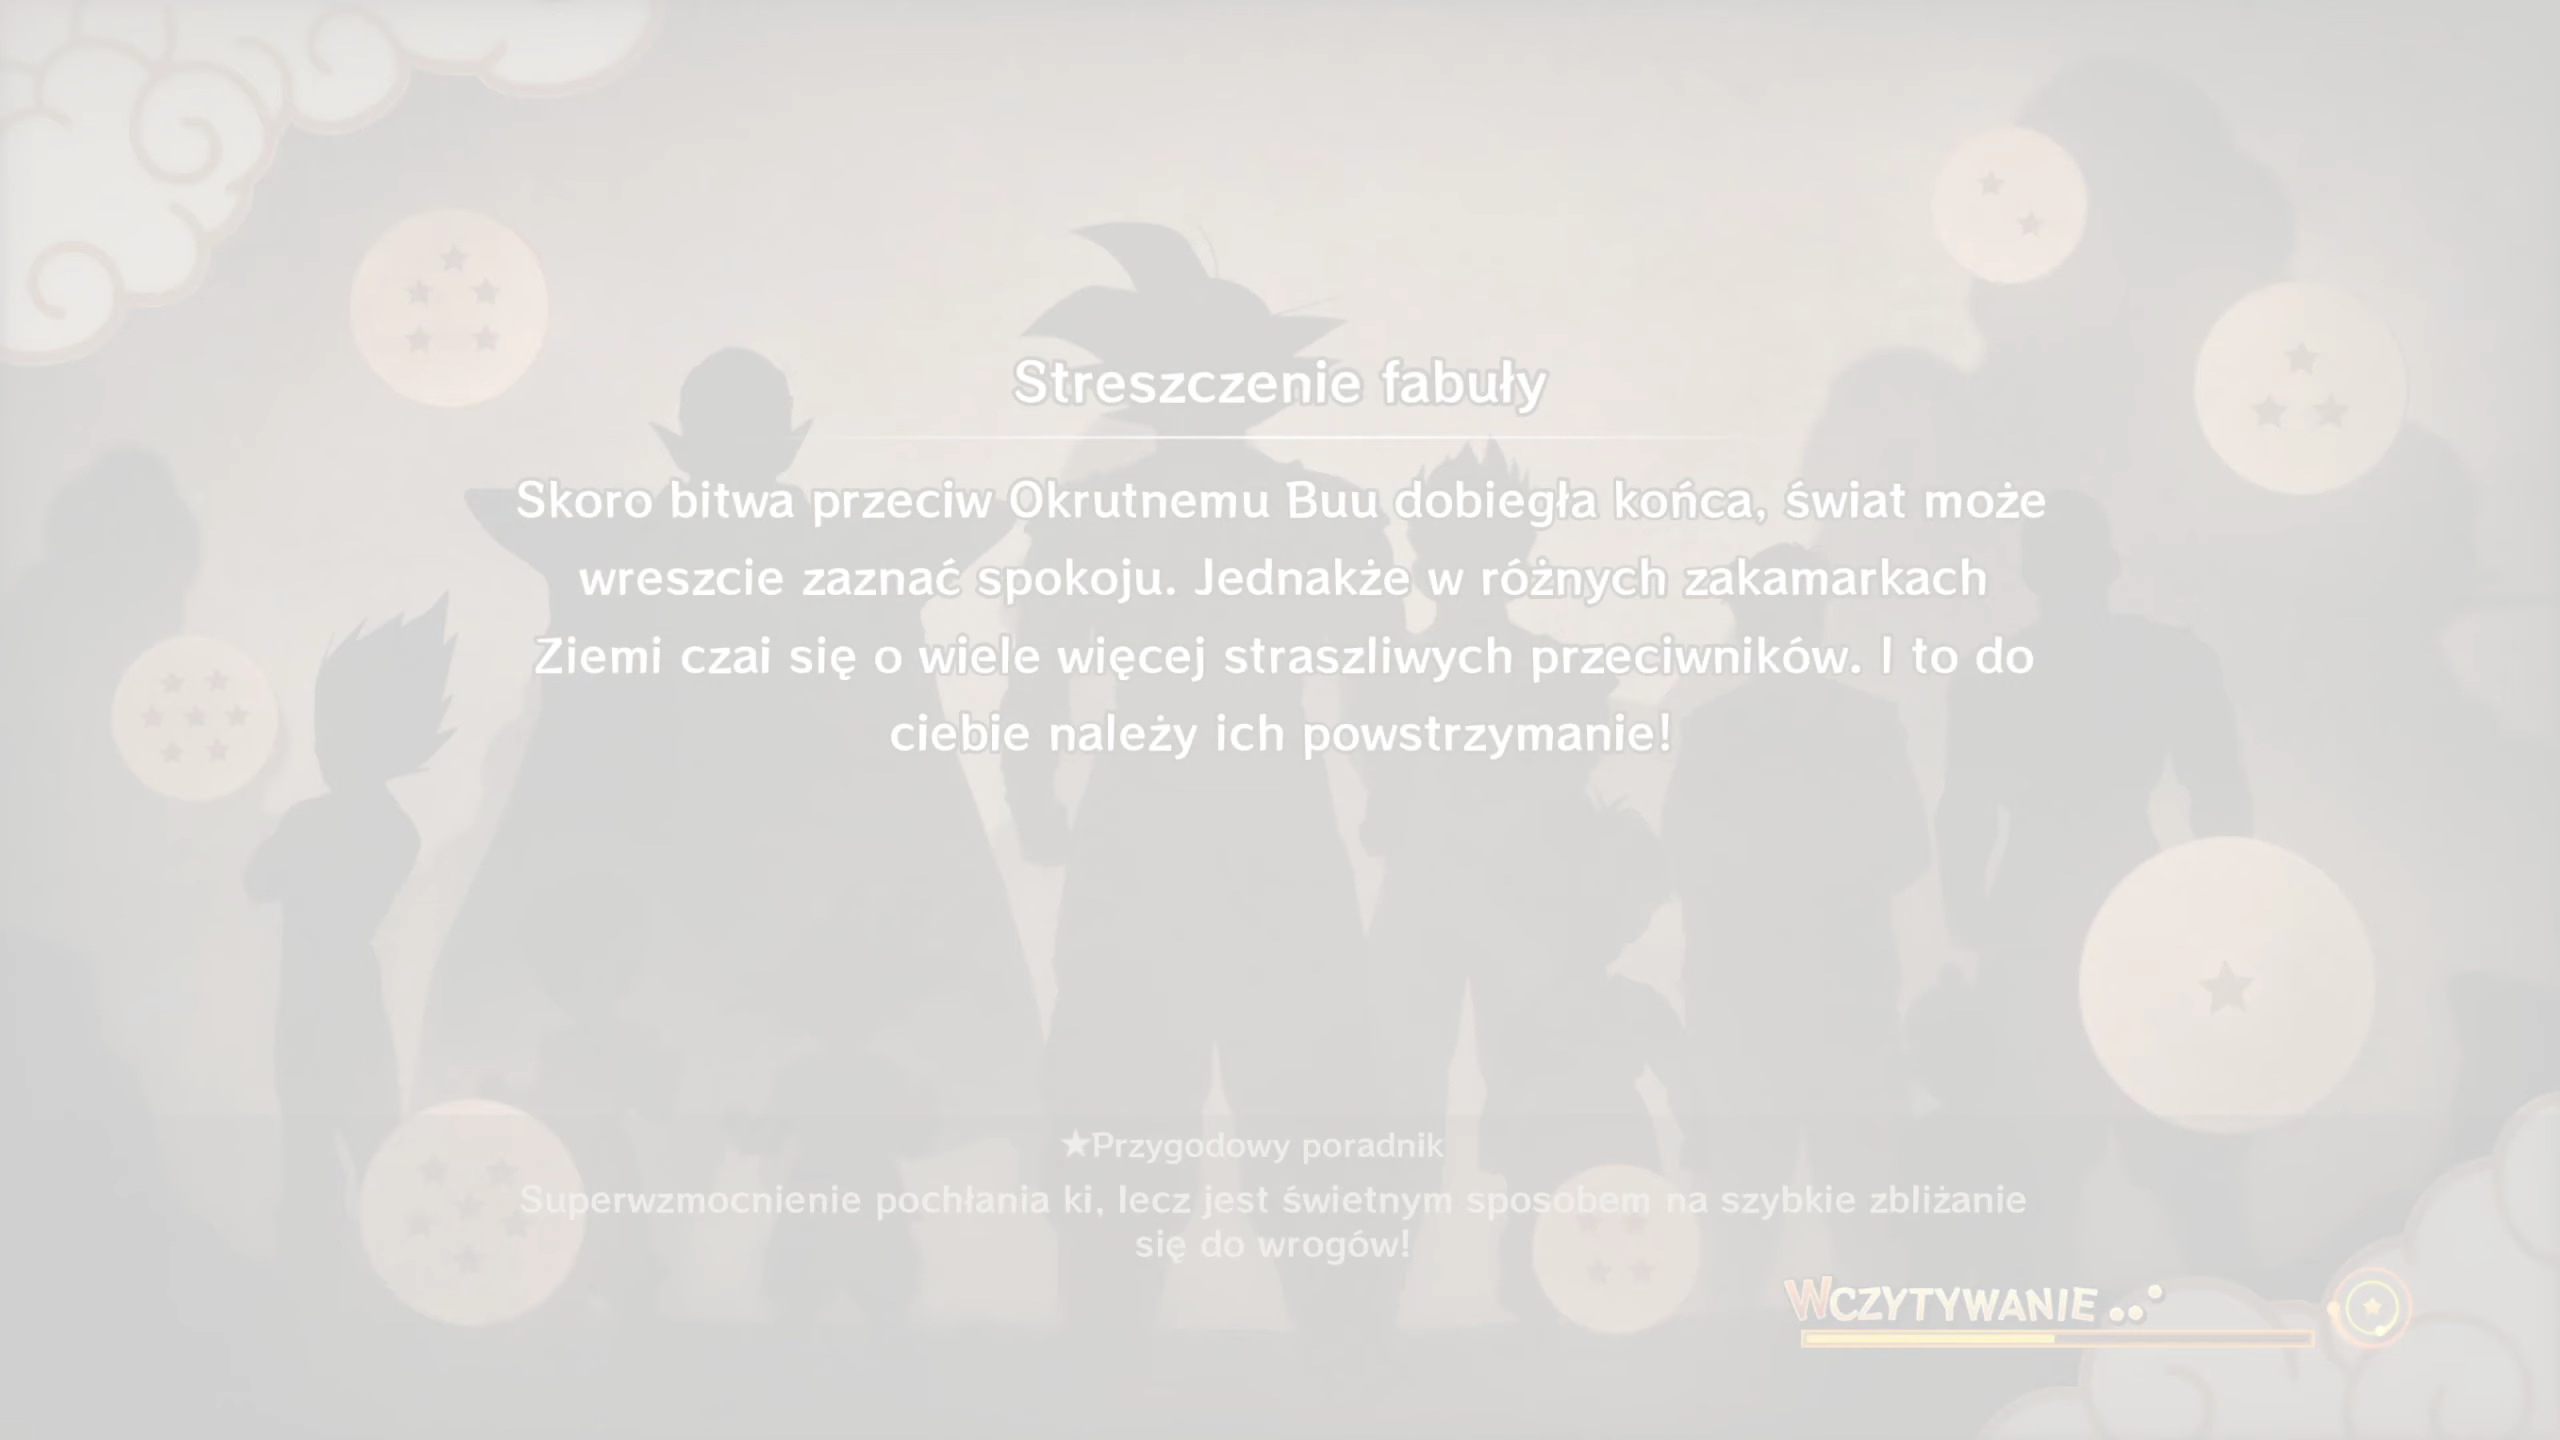 Streszczenie fabuły
Skoro bitwa przeciw Okrutnemu Buu dobiegła końca, świat może
wreszcie zaznać spokoju. Jednakże w różnych zakamarkach
Ziemi czai się o wiele więcej straszliwych przeciwników. I to do
ciebie należy ich powstrzymanie!
★Przygodowy poradnik
Superwzmocnienie pochłania ki, lecz jest świetnym sposobem na szybkie zbliżanie
się do wrogów!
WCZYTYWANIE...